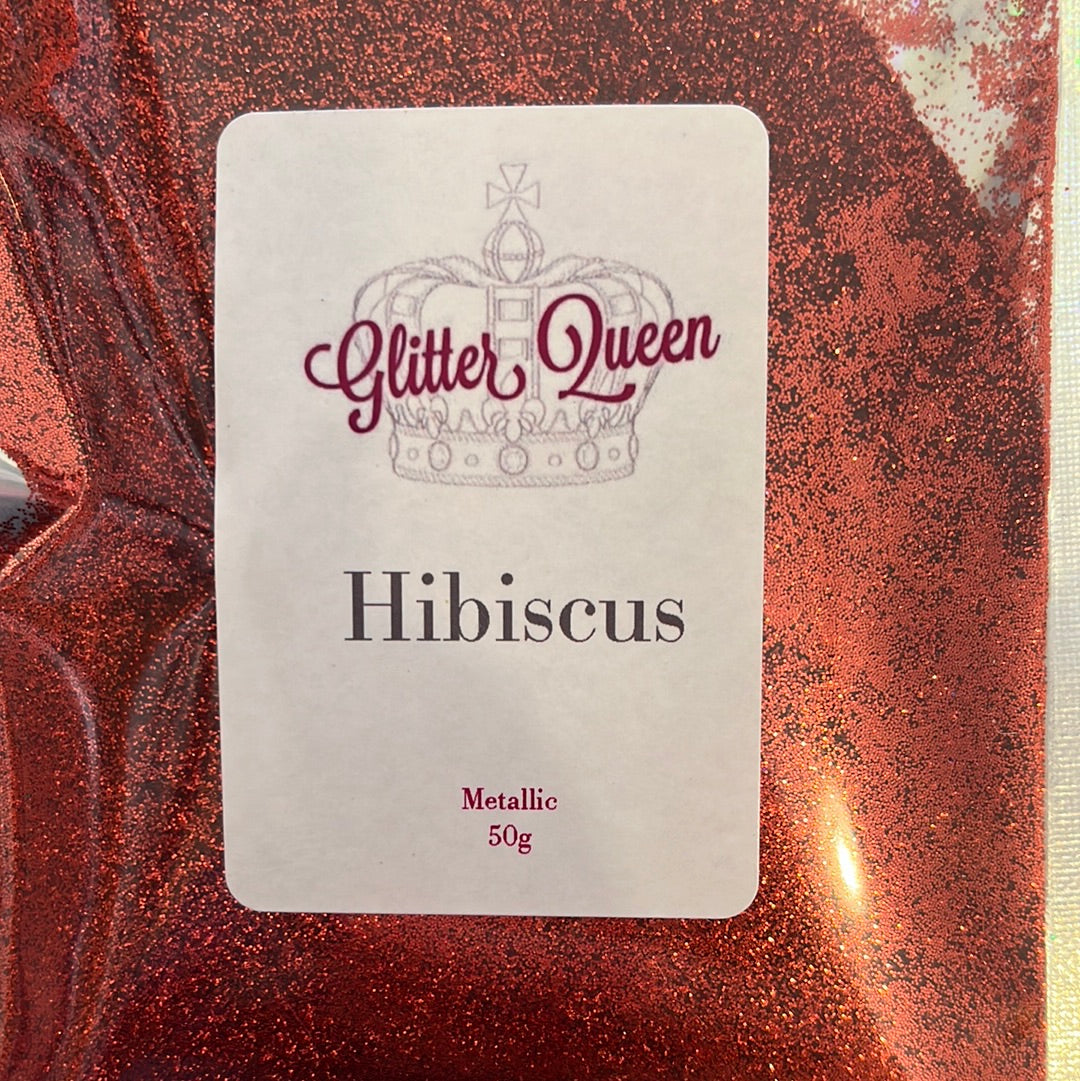 Glitter Queen
Hibiscus
Metallic
50g